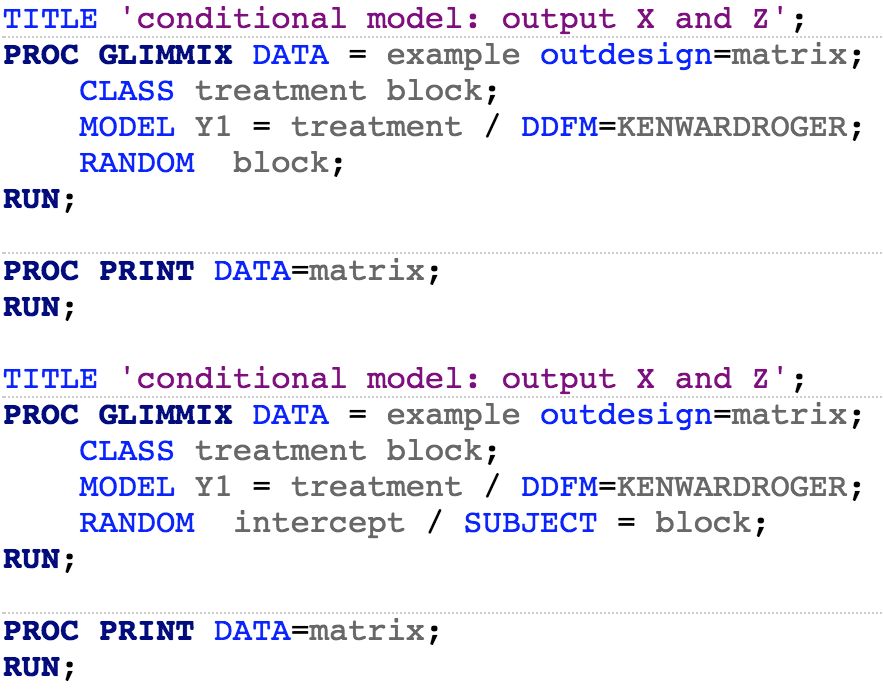 TITLE 'conditional model: output X and Z';
PROC GLIMMIX DATA = example outdesign=matrix;
CLASS treatment block;
MODEL Y1 = treatment / DDFM=KENWARDROGER;
RANDOM  block;
RUN;
PROC PRINT DATA=matrix;
RUN;
TITLE 'conditional model: output X and Z';
PROC GLIMMIX DATA = example outdesign=matrix;
CLASS treatment block;
MODEL Y1 = treatment / DDFM=KENWARDROGER;
RANDOM  intercept / SUBJECT = block;
RUN;
PROC PRINT DATA=matrix;
RUN;